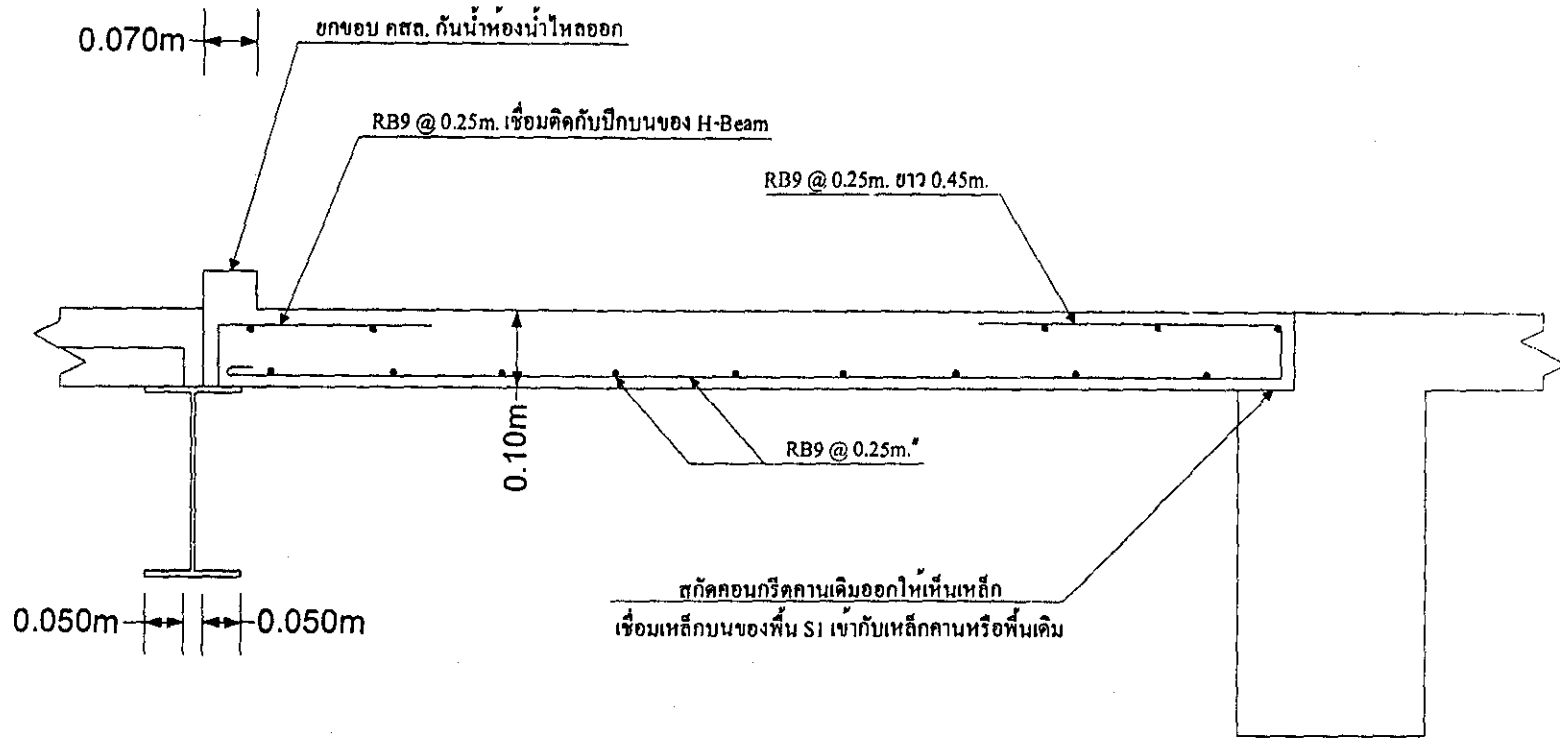 ยกขอบ คสล. กันน้ำห้องน้ำไหลออก
0.070m
RB9 @ 0.25m. เชื่อมติดกับปีกบนของ H-Beam
RB9 @ 0.25m. ยาว 0.45m.
0.10m
RB9 @ 0.25m.#
สกัดคอนกรีตคานเดิมออกให้เห็นเหล็ก
เชื่อมเหล็กบนของพื้น S1 เข้ากับเหล็กคานหรือพื้นเดิม
0.050m
0.050m